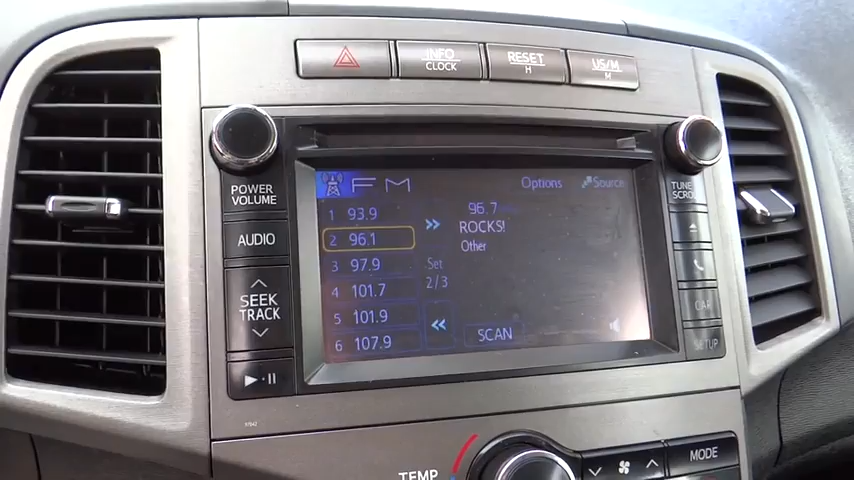 INFO
CLOCK
RESET
H
US/M
M
POWER
VOLUME
AUDIO
SEEK
TRACK
FM
Options
Source
1 93.9
2 96.1
3 97.9
4 101.7
5 101.9
6 107.9
96.7
ROCKS!
Other
Set
2/3
SCAN
TUNE
SCROLL
CAR
SETUP
TEMP
MODE